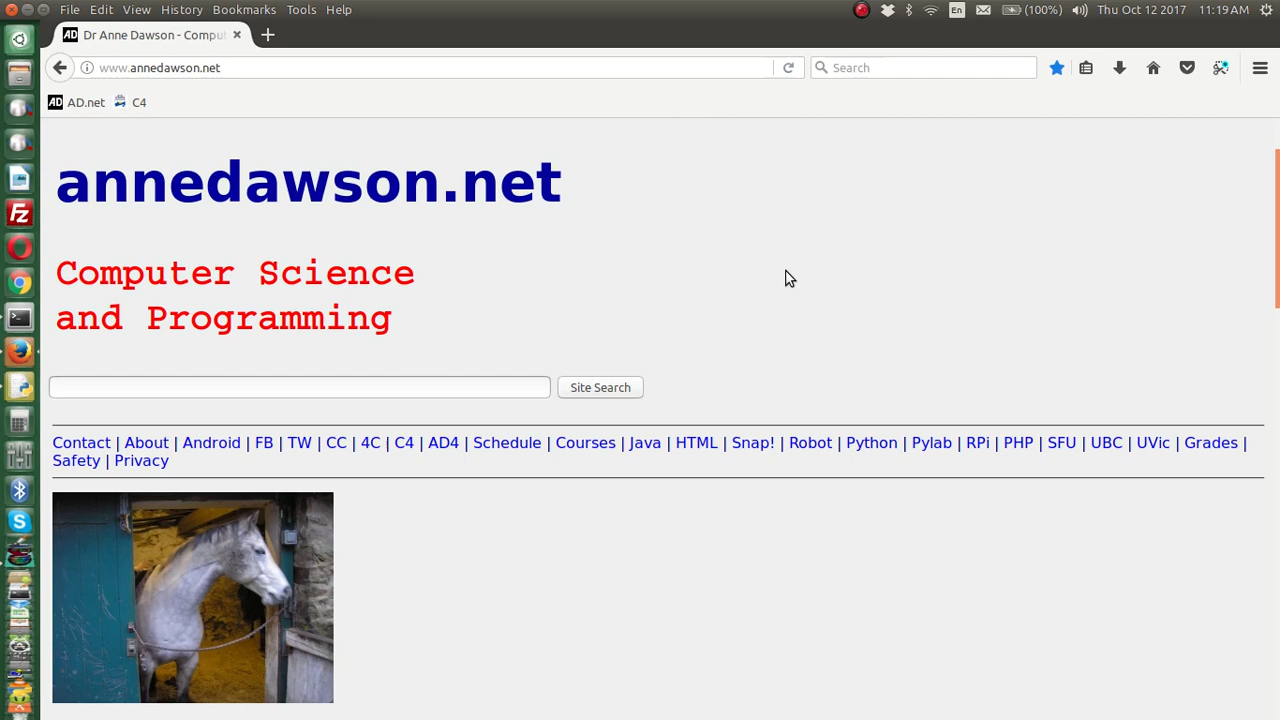 File Edit View History Bookmarks Tools Help
En (100%) Thu Oct 12 2017 11:19 AM
AD Dr Anne Dawson - Compu
www.annedawson.net
Search
AD AD.net C4
annedawson.net
Computer Science
and Programming
Site Search
Contact | About | Android | FB | TW | CC | 4C | C4 | AD4 | Schedule | Courses | Java | HTML | Snap! | Robot | Python | Pylab | RPi | PHP | SFU | UBC | UVic | Grades |
Safety | Privacy